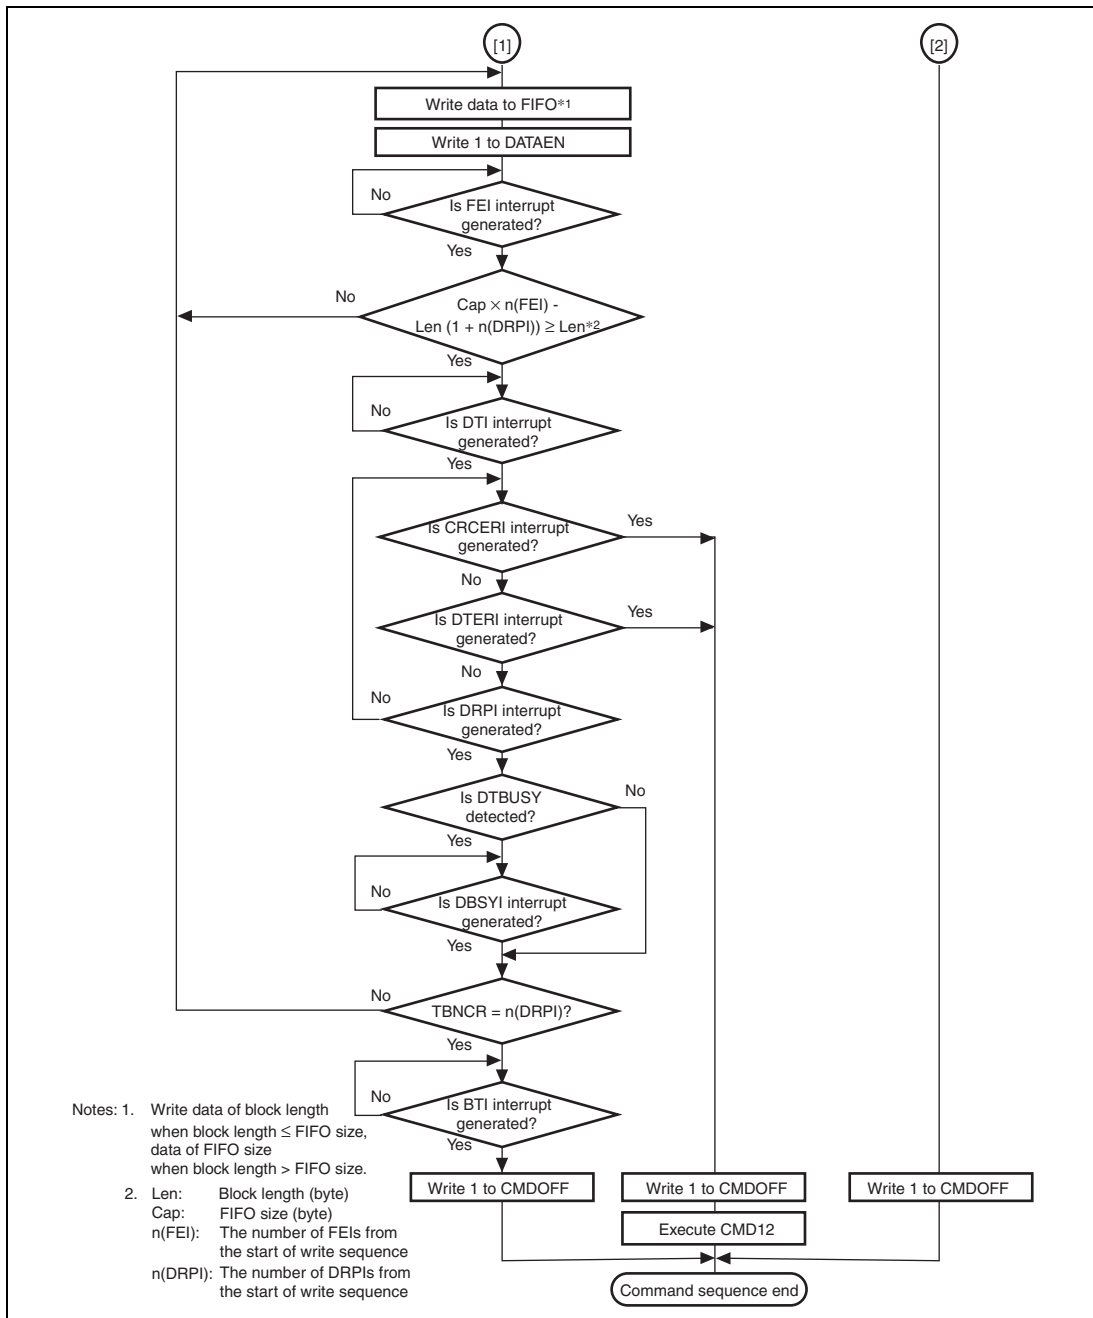 [1]
[2]
Write data to FIFO*1
Write 1 to DATAEN
No
Is FEI interrupt
generated?
Yes
No
Cap × n(FEI) -
Len (1 + n(DRPI)) ≥ Len*2
Yes
No
Is DTI interrupt
generated?
Yes
Is CRCERI interrupt
generated?
Yes
No
Is DTERI interrupt
generated?
Yes
No
No
Is DRPI interrupt
generated?
Yes
Is DTBUSY
detected?
No
Yes
No
Is DBSYI interrupt
generated?
Yes
No
TBNCR = n(DRPI)?
Yes
No
Is BTI interrupt
generated?
Yes
Write 1 to CMDOFF
Write 1 to CMDOFF
Write 1 to CMDOFF
Execute CMD12
Command sequence end
Notes: 1. Write data of block length
when block length ≤ FIFO size,
data of FIFO size
when block length > FIFO size.
2. Len: Block length (byte)
Cap: FIFO size (byte)
n(FEI): The number of FEIs from
the start of write sequence
n(DRPI): The number of DRPIs from
the start of write sequence